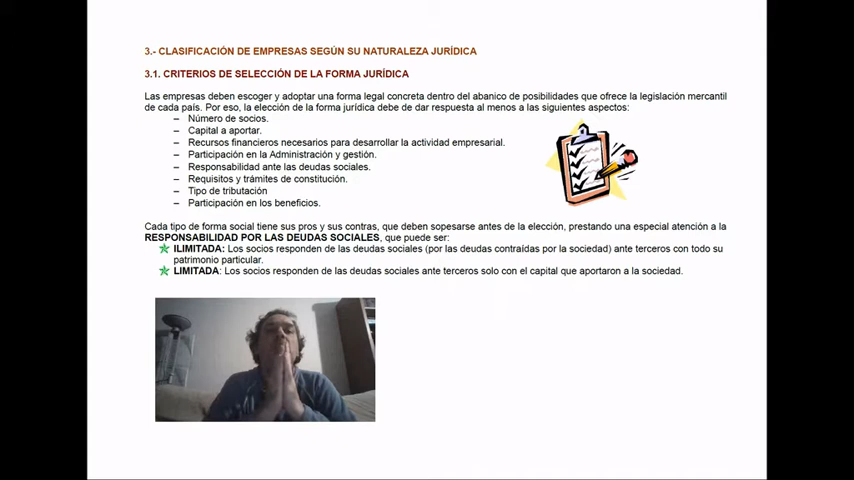 3.- CLASIFICACIÓN DE EMPRESAS SEGÚN SU NATURALEZA JURÍDICA
3.1. CRITERIOS DE SELECCIÓN DE LA FORMA JURÍDICA
Las empresas deben escoger y adoptar una forma legal concreta dentro del abanico de posibilidades que ofrece la legislación mercantil
de cada país. Por eso, la elección de la forma jurídica debe de dar respuesta al menos a las siguientes aspectos:
– Número de socios.
– Capital a aportar.
– Recursos financieros necesarios para desarrollar la actividad empresarial.
– Participación en la Administración y gestión.
– Responsabilidad ante las deudas sociales.
– Requisitos y trámites de constitución.
– Tipo de tributación
– Participación en los beneficios.
Cada tipo de forma social tiene sus pros y sus contras, que deben sopesarse antes de la elección, prestando una especial atención a la
RESPONSABILIDAD POR LAS DEUDAS SOCIALES, que puede ser:
ILIMITADA: Los socios responden de las deudas sociales (por las deudas contraídas por la sociedad) ante terceros con todo su
patrimonio particular.
LIMITADA: Los socios responden de las deudas sociales ante terceros solo con el capital que aportaron a la sociedad.